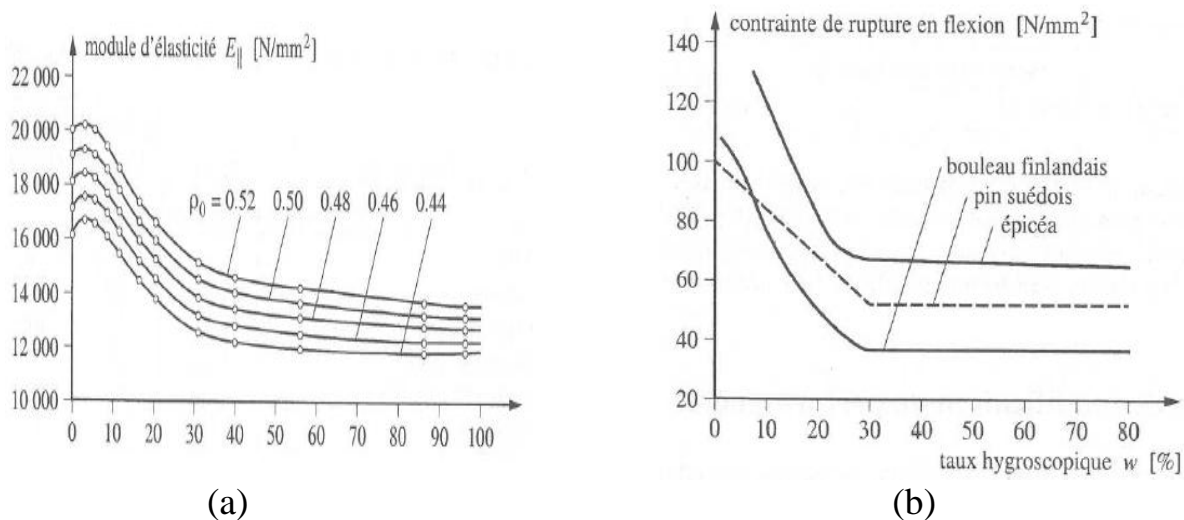 module d'élasticité E∥ [N/mm²]
22 000
20 000
18 000
16 000
14 000
12 000
10 000
0 10 20 30 40 50 60 70 80 90 100
ρ₀ = 0.52 0.50 0.48 0.46 0.44
(a)
contrainte de rupture en flexion [N/mm²]
140
120
100
80
60
40
20
0 10 20 30 40 50 60 70 80
bouleau finlandais
pin suédois
épicéa
taux hygroscopique w [%]
(b)